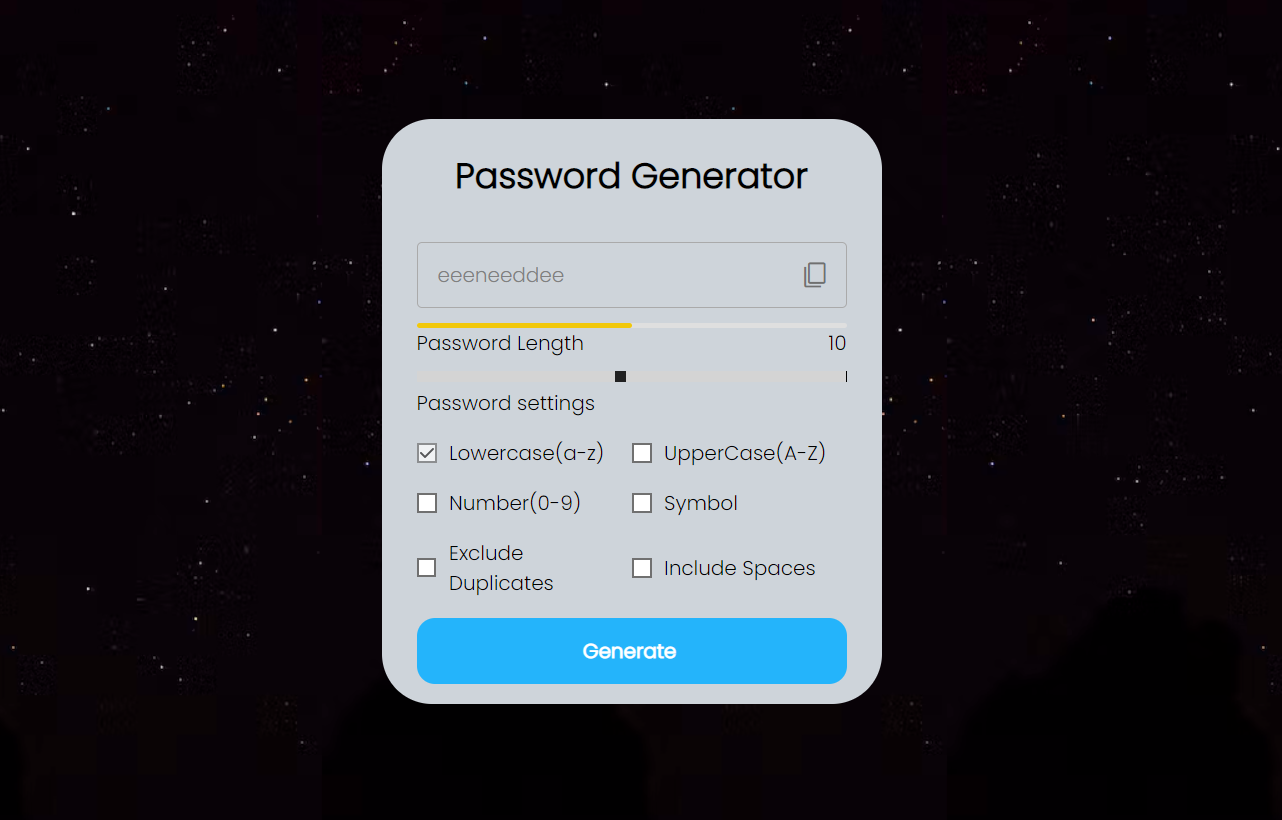 Password Generator
eeeneeddee
Password Length 10
Password settings
Lowercase(a-z) UpperCase(A-Z)
Number(0-9) Symbol
Exclude
Duplicates
Include Spaces
Generate